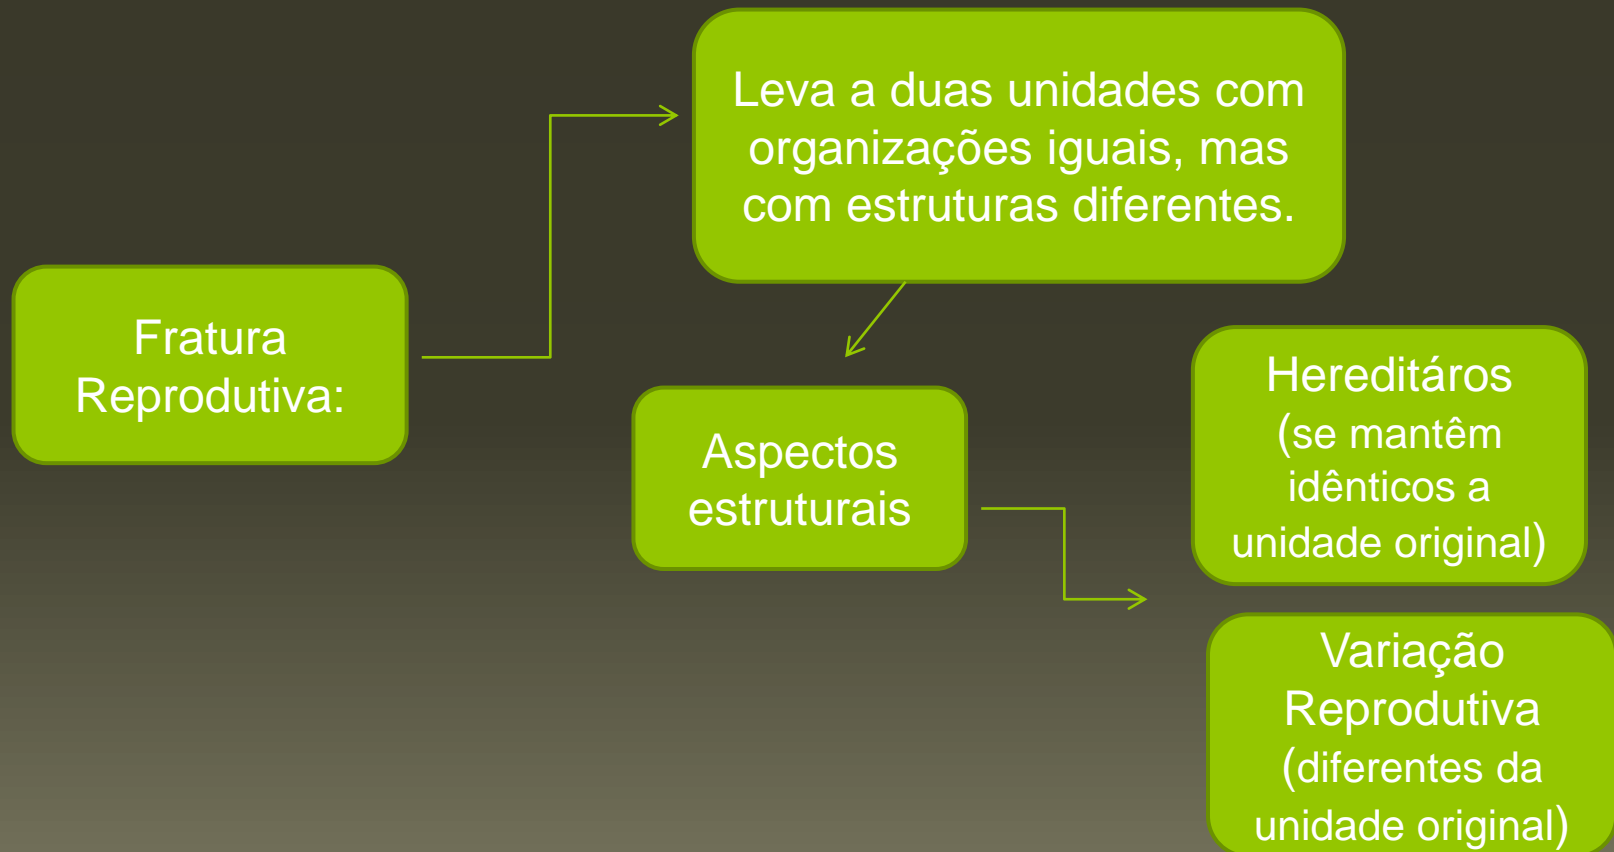 Leva a duas unidades com
organizações iguais, mas
com estruturas diferentes.
Fratura
Reprodutiva:
Aspectos
estruturais
Hereditáros
(se mantêm
idênticos a
unidade original)
Variação
Reprodutiva
(diferentes da
unidade original)